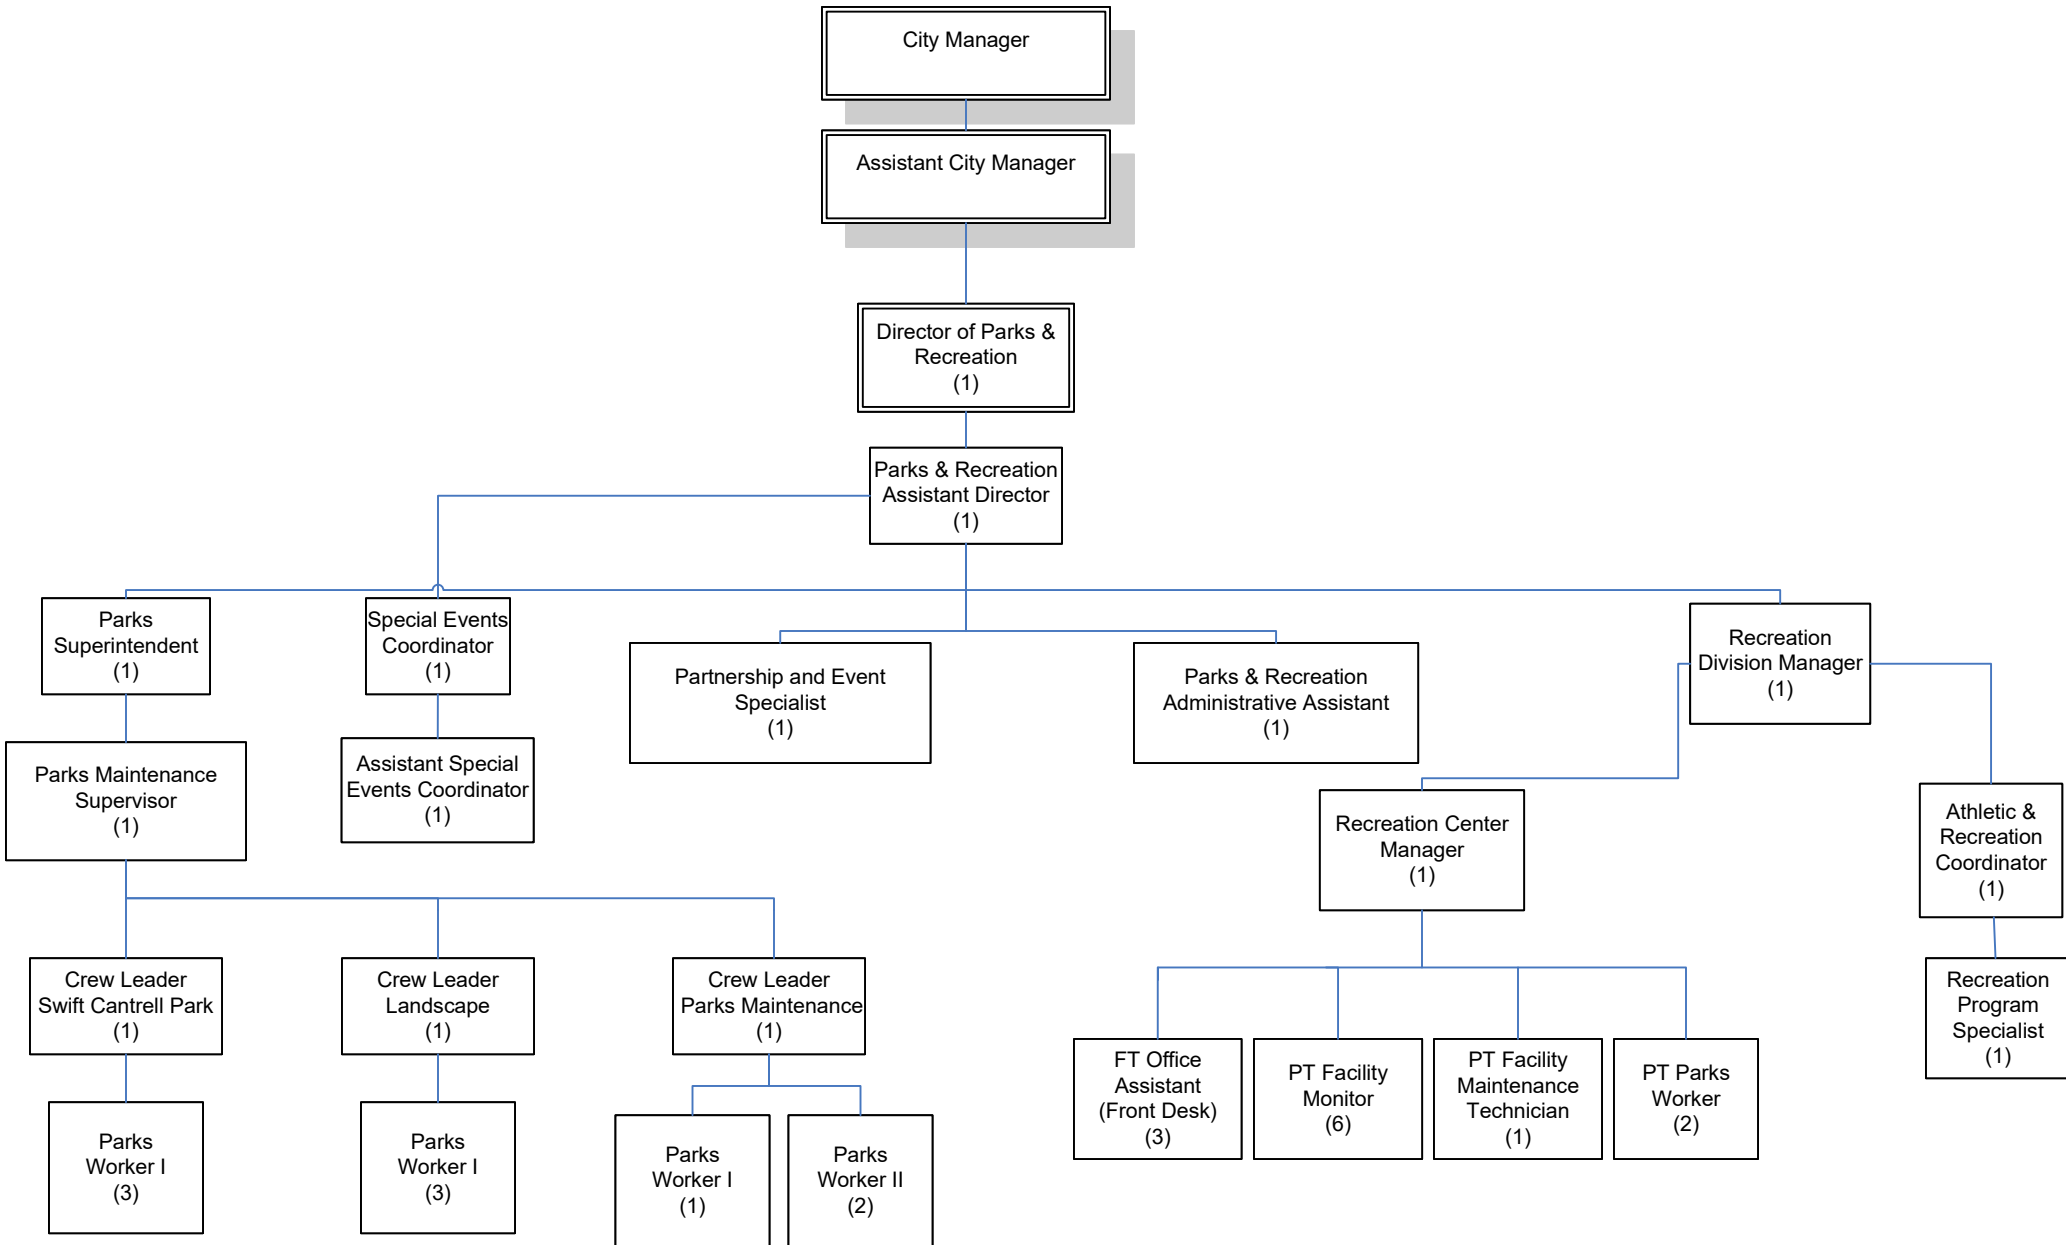 City Manager
Assistant City Manager
Director of Parks &
Recreation
(1)
Parks & Recreation
Assistant Director
(1)
Parks
Superintendent
(1)
Special Events
Coordinator
(1)
Partnership and Event
Specialist
(1)
Parks & Recreation
Administrative Assistant
(1)
Recreation
Division Manager
(1)
Parks Maintenance
Supervisor
(1)
Assistant Special
Events Coordinator
(1)
Recreation Center
Manager
(1)
Athletic &
Recreation
Coordinator
(1)
Crew Leader
Swift Cantrell Park
(1)
Crew Leader
Landscape
(1)
Crew Leader
Parks Maintenance
(1)
Recreation
Program
Specialist
(1)
FT Office
Assistant
(Front Desk)
(3)
PT Facility
Monitor
(6)
PT Facility
Maintenance
Technician
(1)
PT Parks
Worker
(2)
Parks
Worker I
(3)
Parks
Worker I
(3)
Parks
Worker I
(1)
Parks
Worker II
(2)